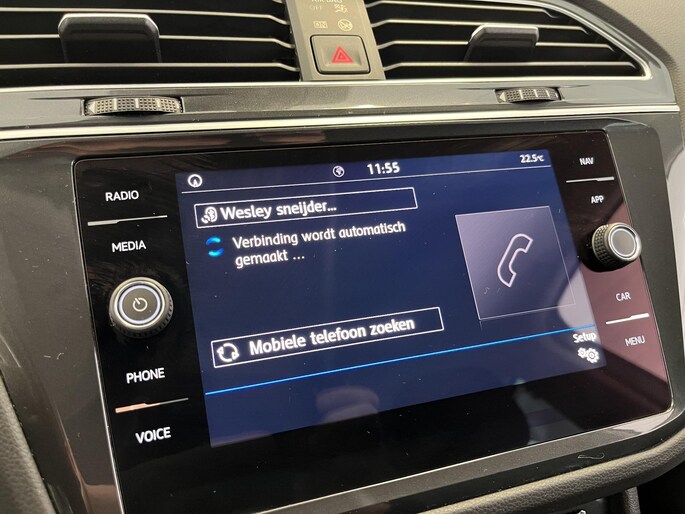 OFF
11:55
22.5°C
RADIO
MEDIA
PHONE
VOICE
Wesley sneijder...
Verbinding wordt automatisch
gemaakt ...
Mobiele telefoon zoeken
Setup
NAV
APP
CAR
MENU